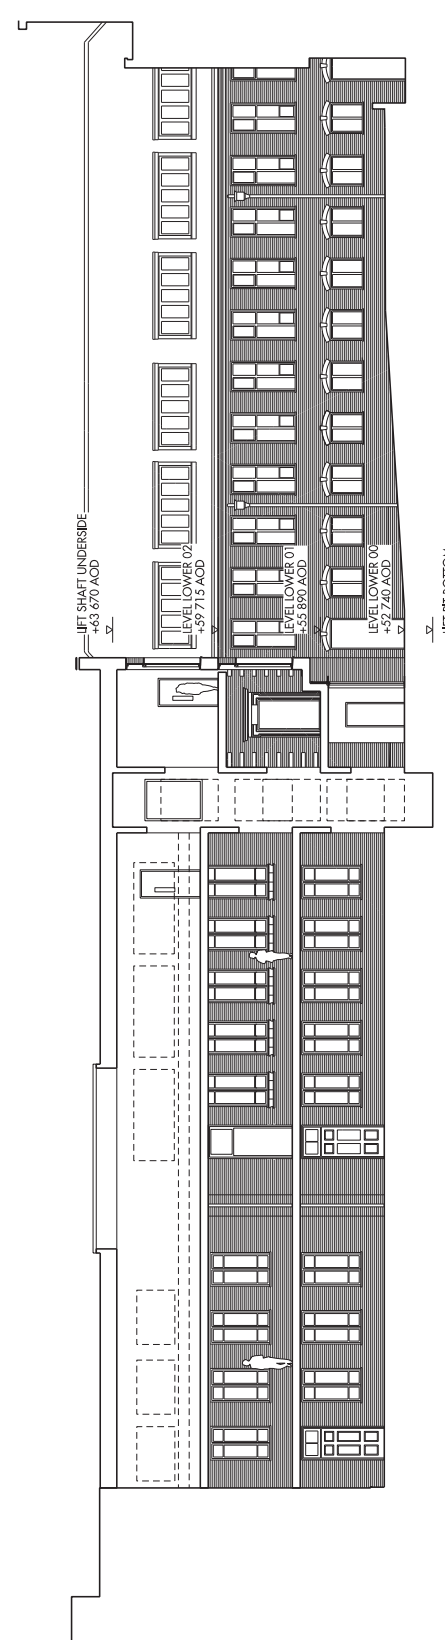 LIFT SHAFT UNDERSIDE
+63 670 AOD
LEVEL LOWER 02
+59 715 AOD
LEVEL LOWER 01
+55 890 AOD
LEVEL LOWER 00
+52 740 AOD